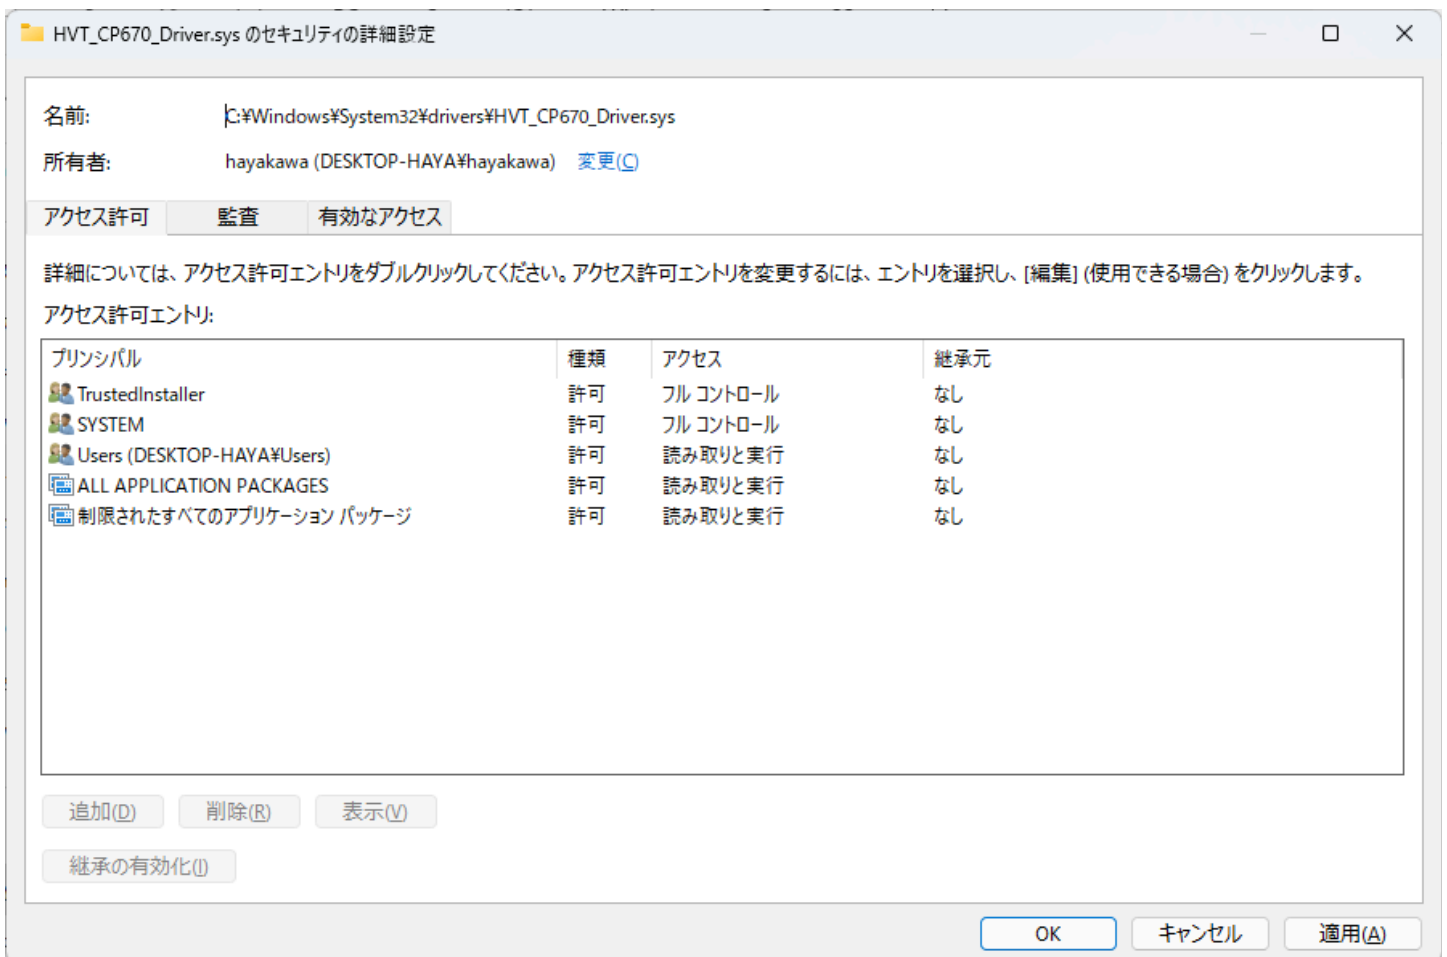 HVT_CP670_Driver.sys のセキュリティの詳細設定
名前: C:¥Windows¥System32¥drivers¥HVT_CP670_Driver.sys
所有者: hayakawa (DESKTOP-HAYA¥hayakawa) 変更(C)
アクセス許可 監査 有効なアクセス
詳細については、アクセス許可エントリをダブルクリックしてください。アクセス許可エントリを変更するには、エントリを選択し、[編集] (使用できる場合) をクリックします。
アクセス許可エントリ:
プリンシパル 種類 アクセス 継承元
TrustedInstaller 許可 フル コントロール なし
SYSTEM 許可 フル コントロール なし
Users (DESKTOP-HAYA¥Users) 許可 読み取りと実行 なし
ALL APPLICATION PACKAGES 許可 読み取りと実行 なし
制限されたすべてのアプリケーション パッケージ 許可 読み取りと実行 なし
追加(D) 削除(R) 表示(V)
継承の有効化(I)
OK キャンセル 適用(A)